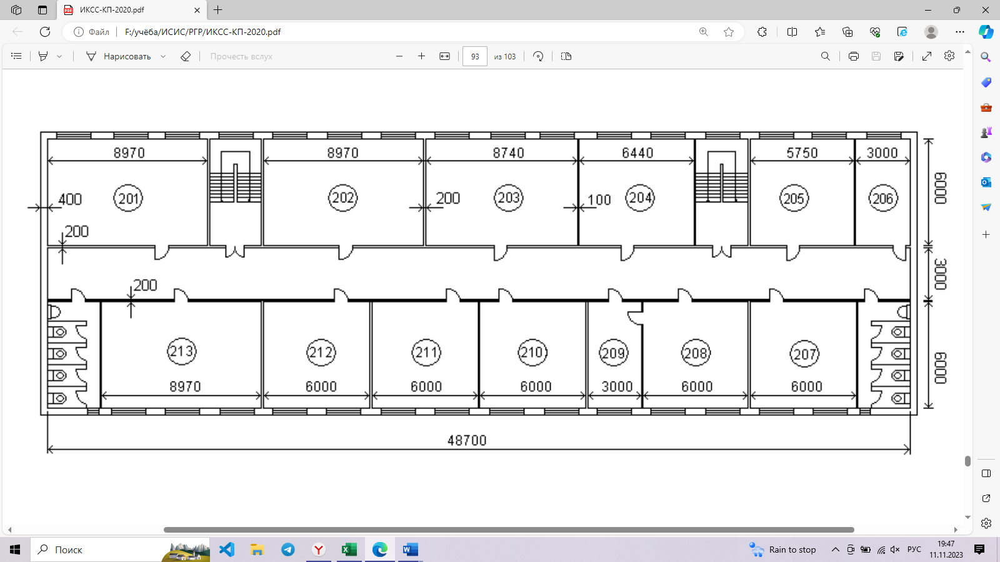 ИКСС-КП-2020.pdf
Файл F:/учёба/ИСИС/РГР/ИКСС-КП-2020.pdf
Нарисовать Прочесть вслух 93 из 103
8970 8970 8740 6440 5750 3000
6000
400 201 202 200 203 100 204 205 206
200
3000
200
213 212 211 210 209 208 207
6000
8970 6000 6000 6000 3000 6000 6000
48700
Поиск Rain to stop РУС 19:47
11.11.2023